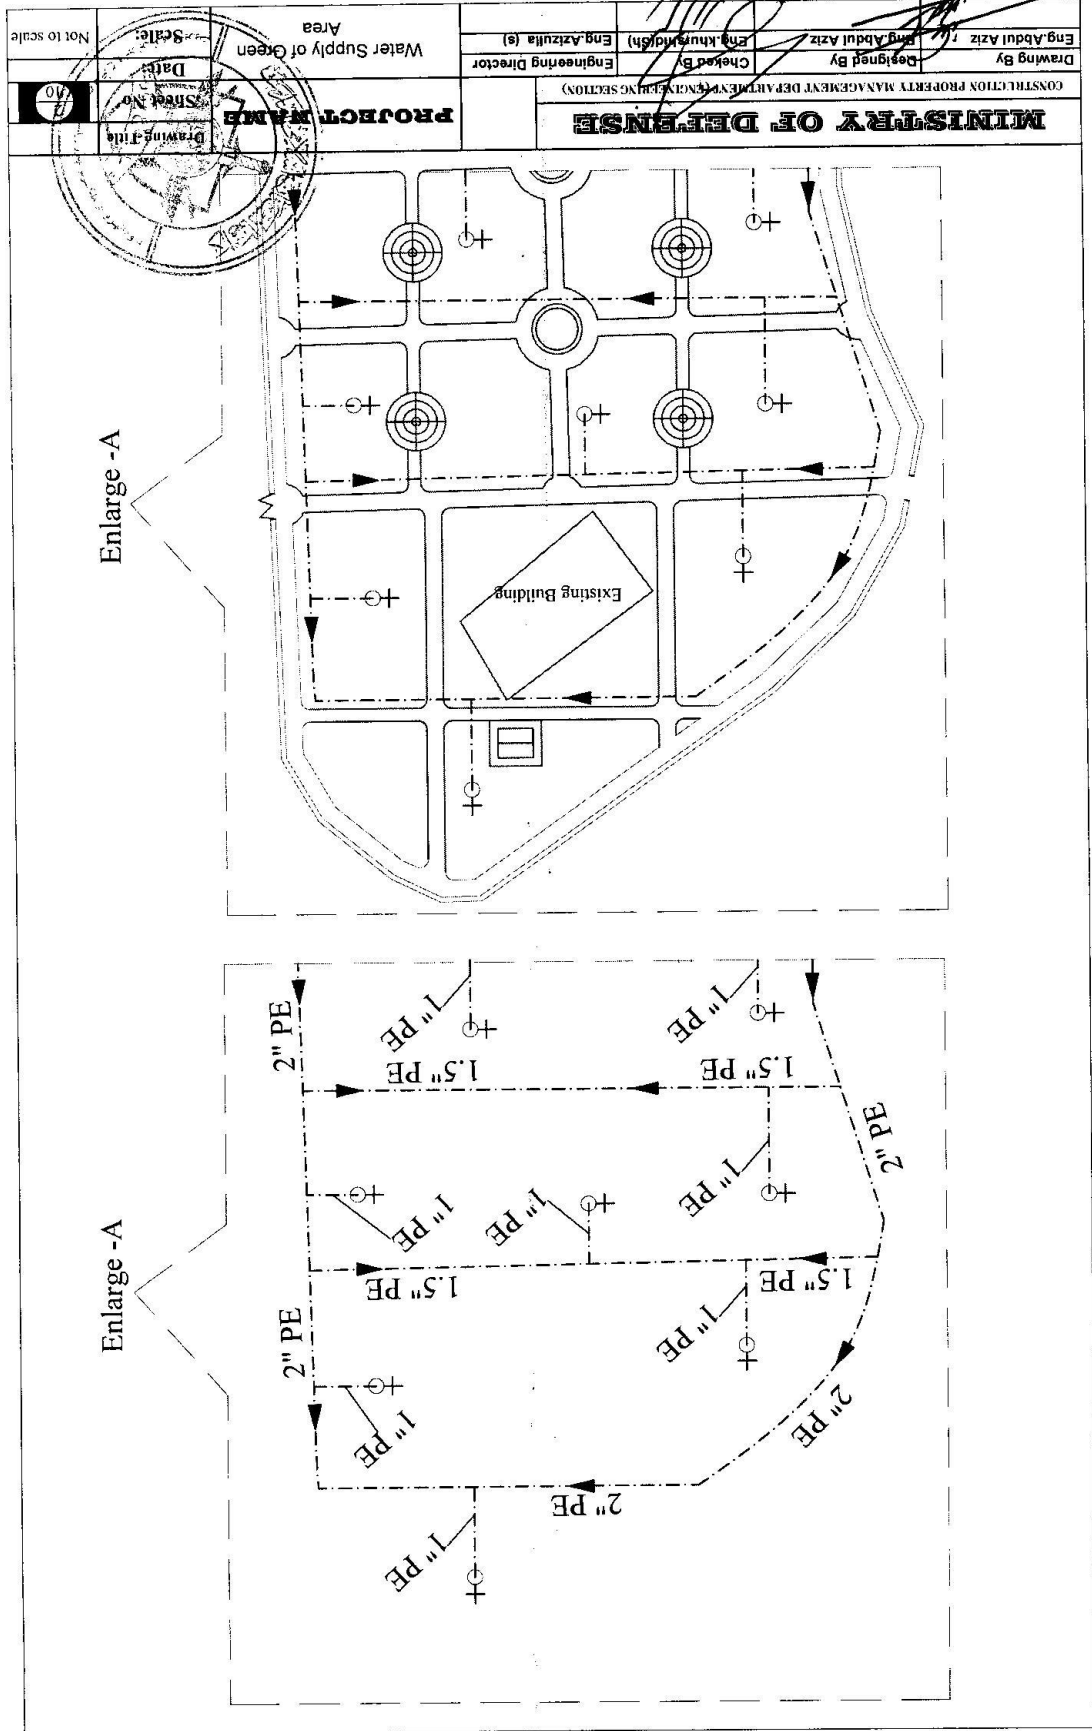 Enlarge -A
2" PE
1" PE
1" PE
1.5" PE
1.5" PE
2" PE
1" PE
1" PE
1" PE
1.5" PE
1.5" PE
2" PE
1" PE
1" PE
2" PE
2" PE
1" PE
Enlarge -A
Existing Building
MINISTRY OF DEFENSE
CONSTRUCTION PROPERTY MANAGEMENT DEPARTMENT (ENGINEERING SECTION)
Drawing By
Designed By
Cheked By
Engineering Director
Eng.Abdul Aziz
Eng.Abdul Aziz
Eng.khurshid(Sh)
Eng.Azizulla (s)
PROJECT NAME
Water Supply of Green
Area
Drawing-Title
Sheet No
Date:
Scale:
Not to scale
10